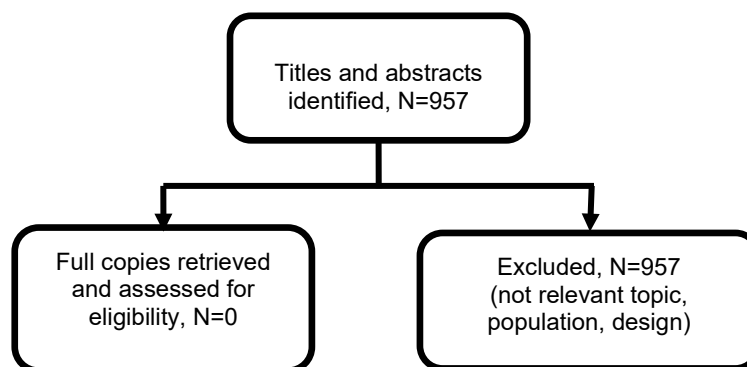 Titles and abstracts
identified, N=957
Full copies retrieved
and assessed for
eligibility, N=0
Excluded, N=957
(not relevant topic,
population, design)